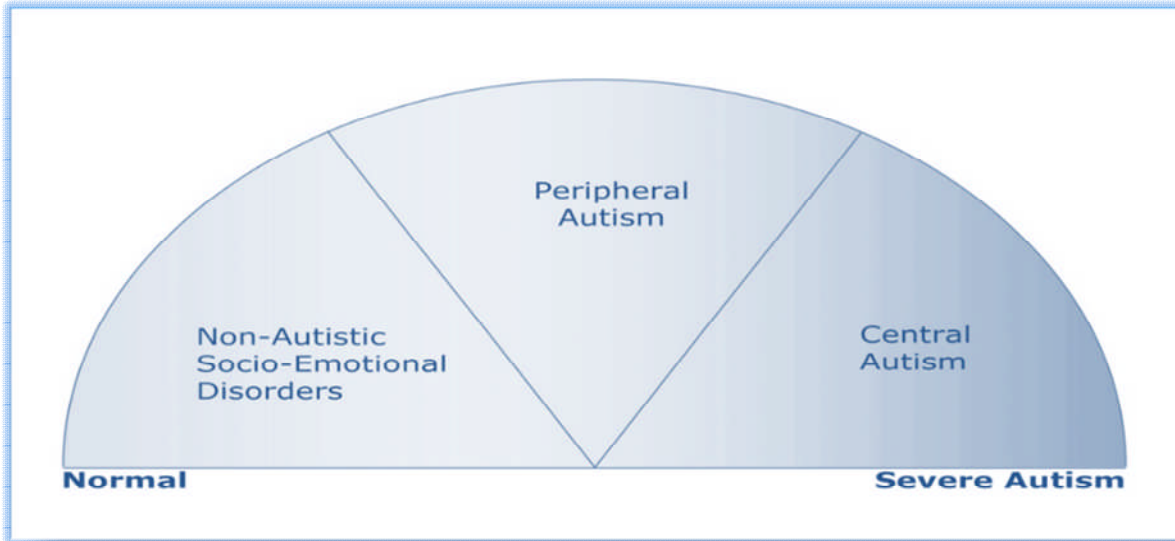 Peripheral
Autism
Non-Autistic
Socio-Emotional
Disorders
Central
Autism
Normal
Severe Autism